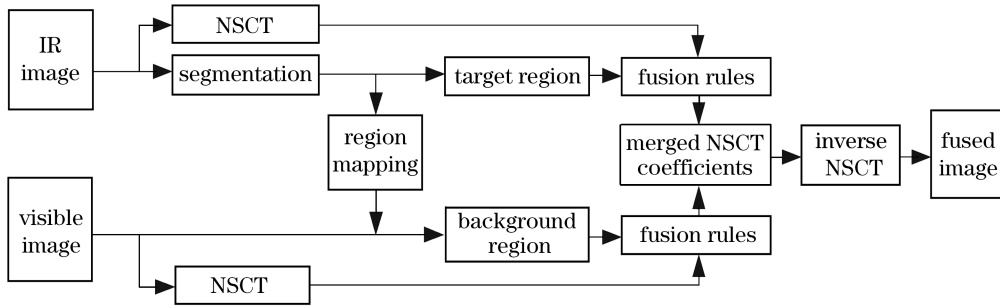 IR
image
NSCT
segmentation
target region
fusion rules
region
mapping
merged NSCT
coefficients
inverse
NSCT
fused
image
visible
image
background
region
fusion rules
NSCT